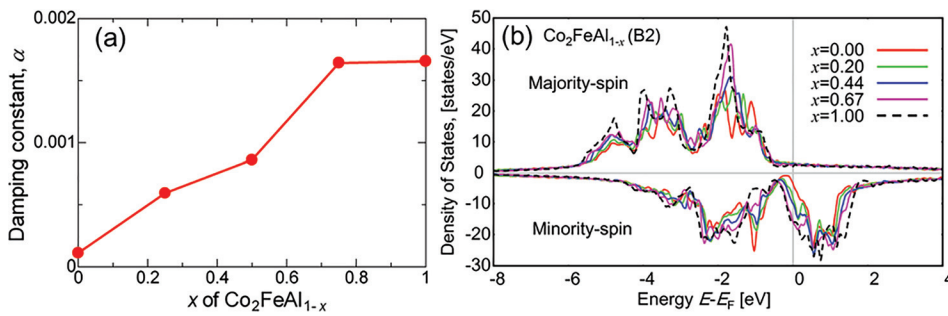 (a)
Damping constant, α
0.002
0.001
0
0 0.2 0.4 0.6 0.8 1
x of Co₂FeAl₁₋ₓ
(b)
Co₂FeAl₁₋ₓ (B2)
Majority-spin
Minority-spin
x=0.00
x=0.20
x=0.44
x=0.67
x=1.00
Density of States, [states/eV]
50
40
30
20
10
0
-10
-20
-30
-8 -6 -4 -2 0 2 4
Energy E-E_F [eV]